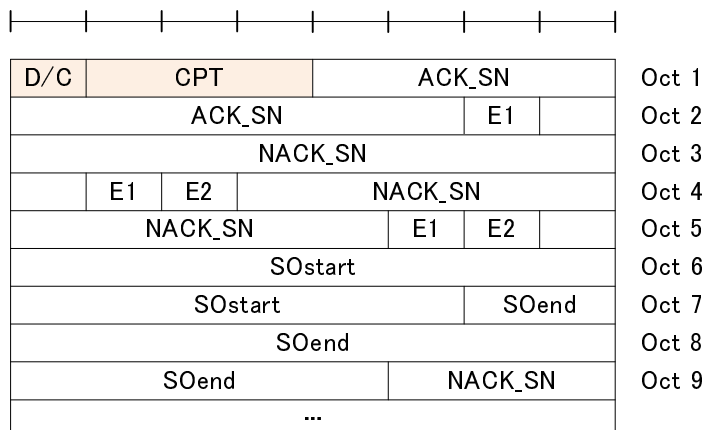 D/C CPT ACK_SN Oct 1
ACK_SN E1 Oct 2
NACK_SN Oct 3
E1 E2 NACK_SN Oct 4
NACK_SN E1 E2 Oct 5
SOstart Oct 6
SOstart SOend Oct 7
SOend Oct 8
SOend NACK_SN Oct 9
...